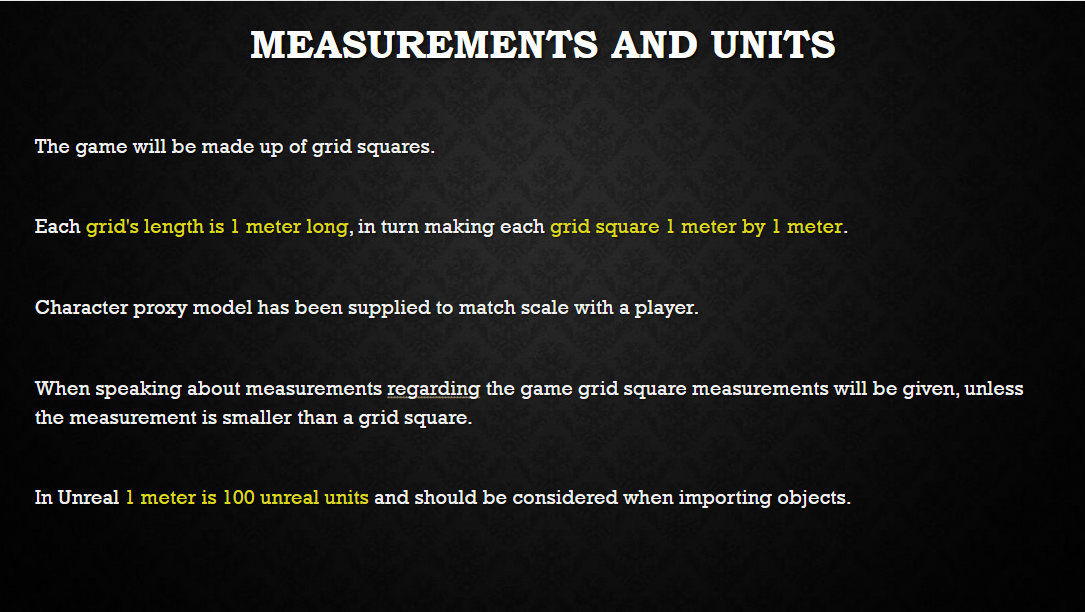 MEASUREMENTS AND UNITS
The game will be made up of grid squares.
Each grid's length is 1 meter long, in turn making each grid square 1 meter by 1 meter.
Character proxy model has been supplied to match scale with a player.
When speaking about measurements regarding the game grid square measurements will be given, unless
the measurement is smaller than a grid square.
In Unreal 1 meter is 100 unreal units and should be considered when importing objects.